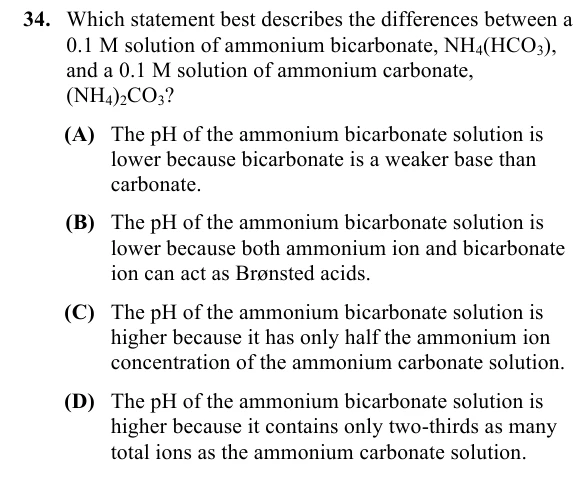 34. Which statement best describes the differences between a
0.1 M solution of ammonium bicarbonate, NH₄(HCO₃),
and a 0.1 M solution of ammonium carbonate,
(NH₄)₂CO₃?
(A) The pH of the ammonium bicarbonate solution is
lower because bicarbonate is a weaker base than
carbonate.
(B) The pH of the ammonium bicarbonate solution is
lower because both ammonium ion and bicarbonate
ion can act as Brønsted acids.
(C) The pH of the ammonium bicarbonate solution is
higher because it has only half the ammonium ion
concentration of the ammonium carbonate solution.
(D) The pH of the ammonium bicarbonate solution is
higher because it contains only two-thirds as many
total ions as the ammonium carbonate solution.